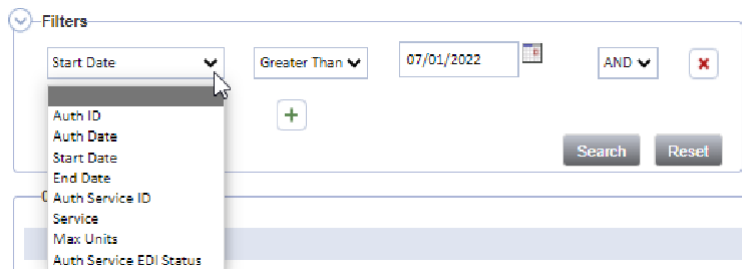 Filters
Start Date Greater Than 07/01/2022 AND
Auth ID
Auth Date
Start Date
End Date
Auth Service ID
Service
Max Units
Auth Service EDI Status
Search Reset